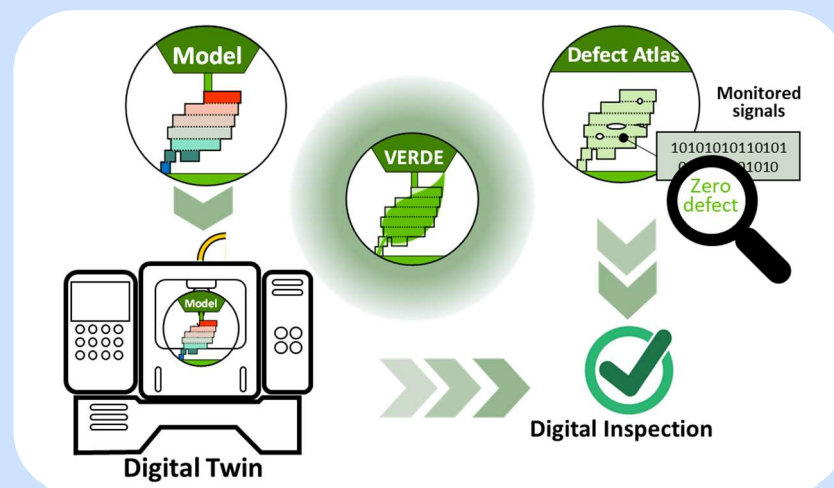 Model
Defect Atlas
Monitored
signals
10101010110101
01010
Zero
defect
VERDE
Model
Digital Inspection
Digital Twin